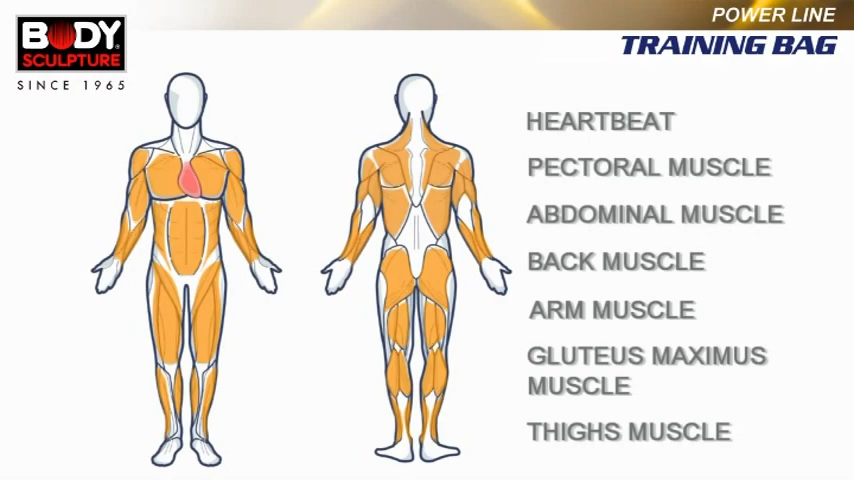 BODY
SCULPTURE
SINCE 1965
POWER LINE
TRAINING BAG
HEARTBEAT
PECTORAL MUSCLE
ABDOMINAL MUSCLE
BACK MUSCLE
ARM MUSCLE
GLUTEUS MAXIMUS
MUSCLE
THIGHS MUSCLE